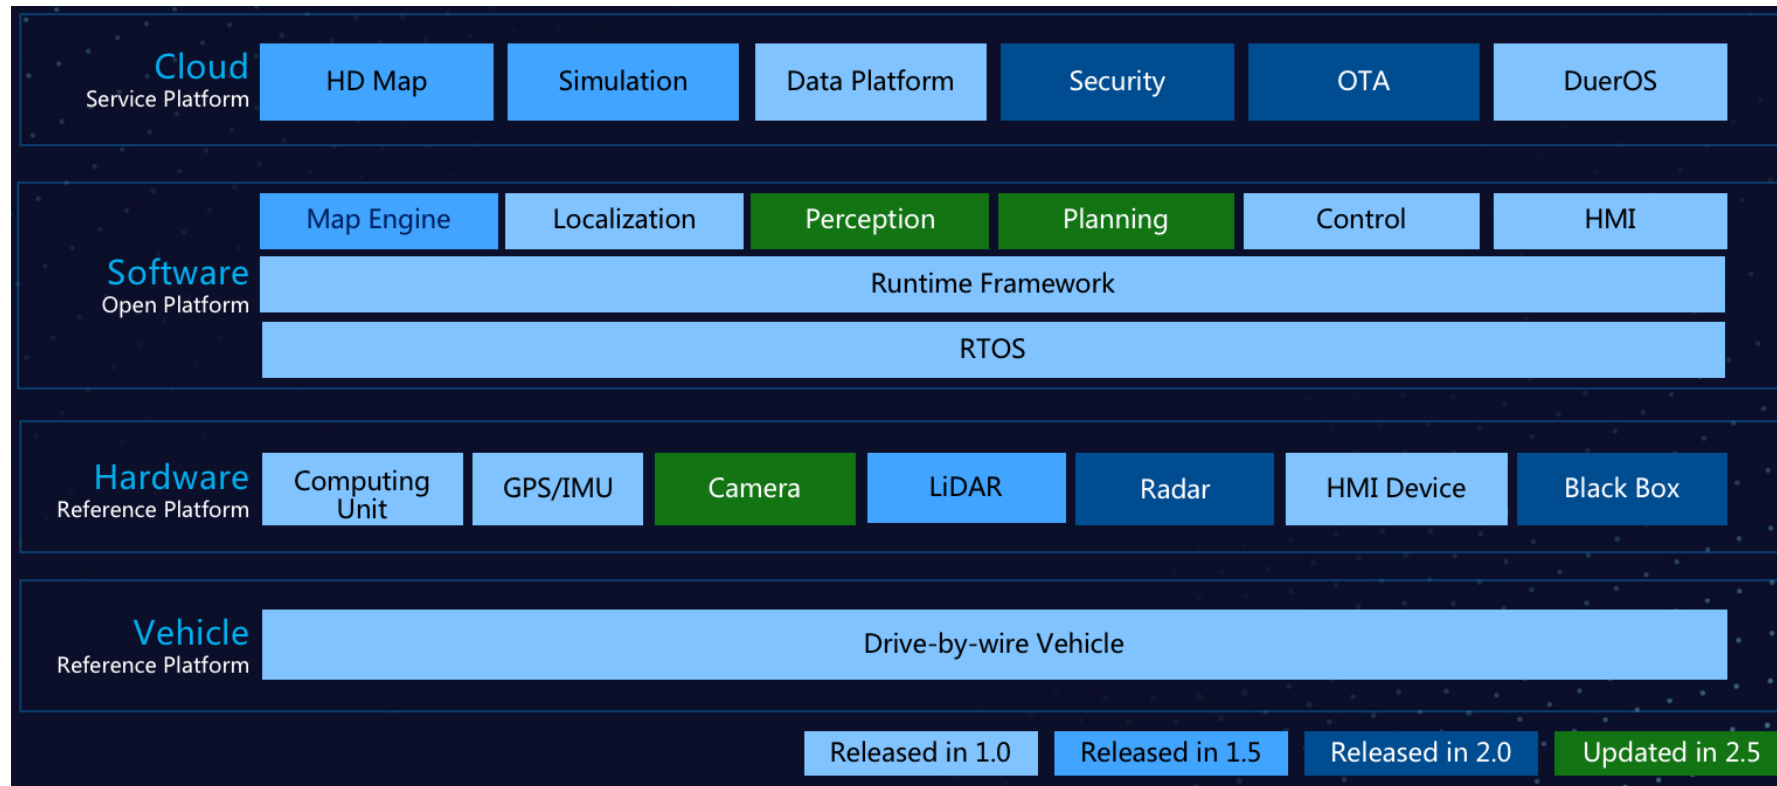 Cloud
Service Platform
HD Map
Simulation
Data Platform
Security
OTA
DuerOS
Software
Open Platform
Map Engine
Localization
Perception
Planning
Control
HMI
Runtime Framework
RTOS
Hardware
Reference Platform
Computing
Unit
GPS/IMU
Camera
LiDAR
Radar
HMI Device
Black Box
Vehicle
Reference Platform
Drive-by-wire Vehicle
Released in 1.0
Released in 1.5
Released in 2.0
Updated in 2.5